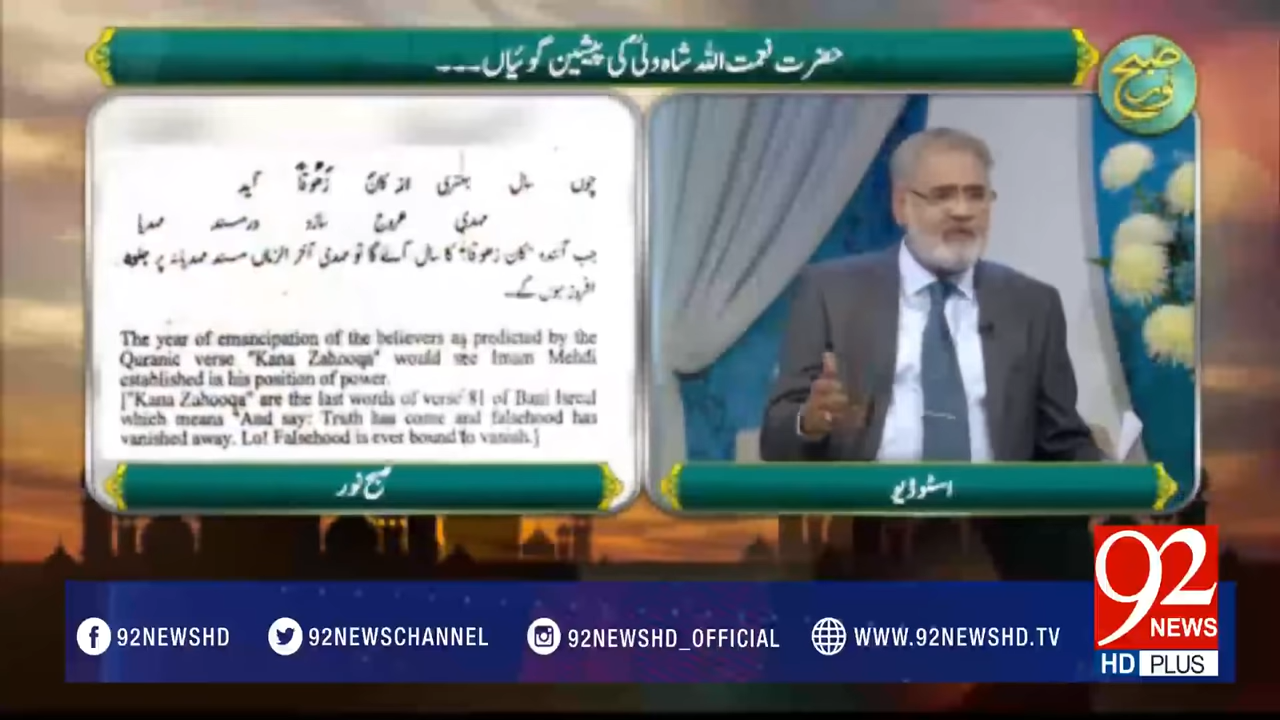 حضرت نعمت اللہ شاہ ولیؒ کی پیشین گوئیاں۔۔۔
صبح نور
چوں سال بہتری از کان زھوقاً آید
مہدی عروج سازد در مسند مہدیا
جب آئندہ "کان زھوقا" کا سال آئے گا تو مہدی آخر الزماں مسند مہدیانہ پر جلوہ
افروز ہوں گے۔
The year of emancipation of the believers as predicted by the
Quranic verse "Kana Zahooqa" would see Imam Mehdi
established in his position of power.
["Kana Zahooqa" are the last words of verse 81 of Bani Isreal
which means "And say: Truth has come and falsehood has
vanished away. Lo! Falsehood is ever bound to vanish.]
صبح نور
اسٹوڈیو
92 NEWS
HD PLUS
92NEWSHD
92NEWSCHANNEL
92NEWSHD_OFFICIAL
WWW.92NEWSHD.TV